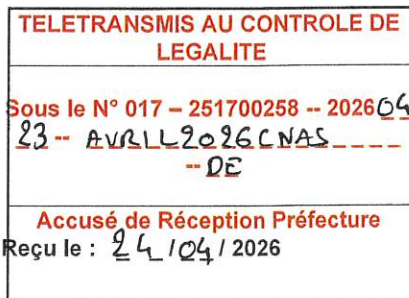 TELETRANSMIS AU CONTROLE DE
LEGALITE
Sous le N° 017 – 251700258 -- 202604
23 -- AVRIL2026CNAS
-- DE
Accusé de Réception Préfecture
Reçu le : 24 / 04 / 2026